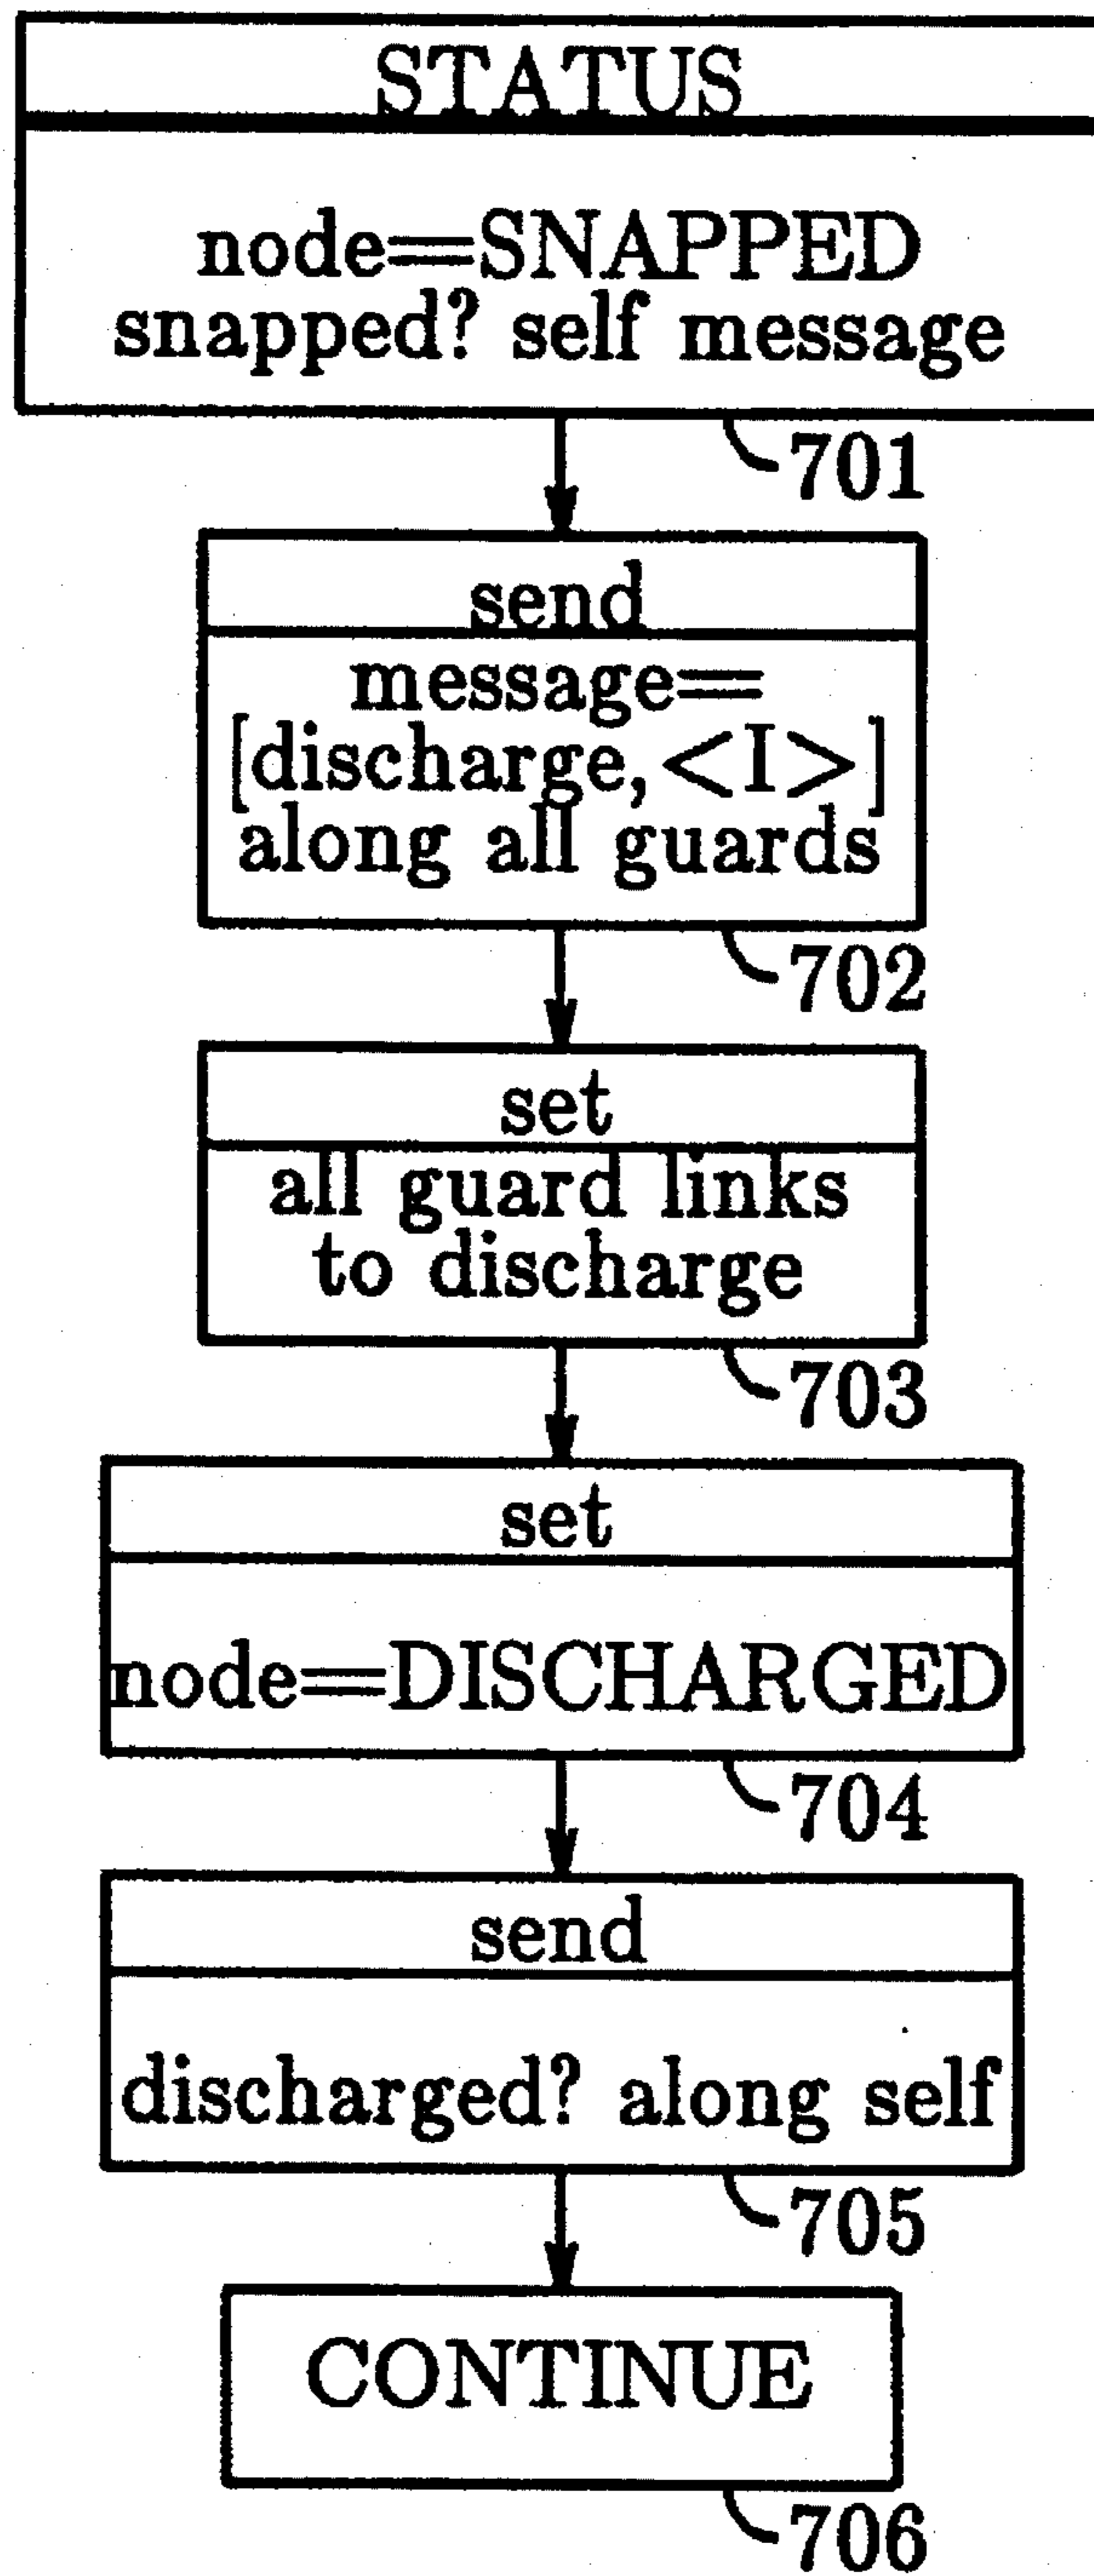 STATUS
node=SNAPPED
snapped? self message
701
send
message=
[discharge, <I>]
along all guards
702
set
all guard links
to discharge
703
set
node=DISCHARGED
704
send
discharged? along self
705
CONTINUE
706